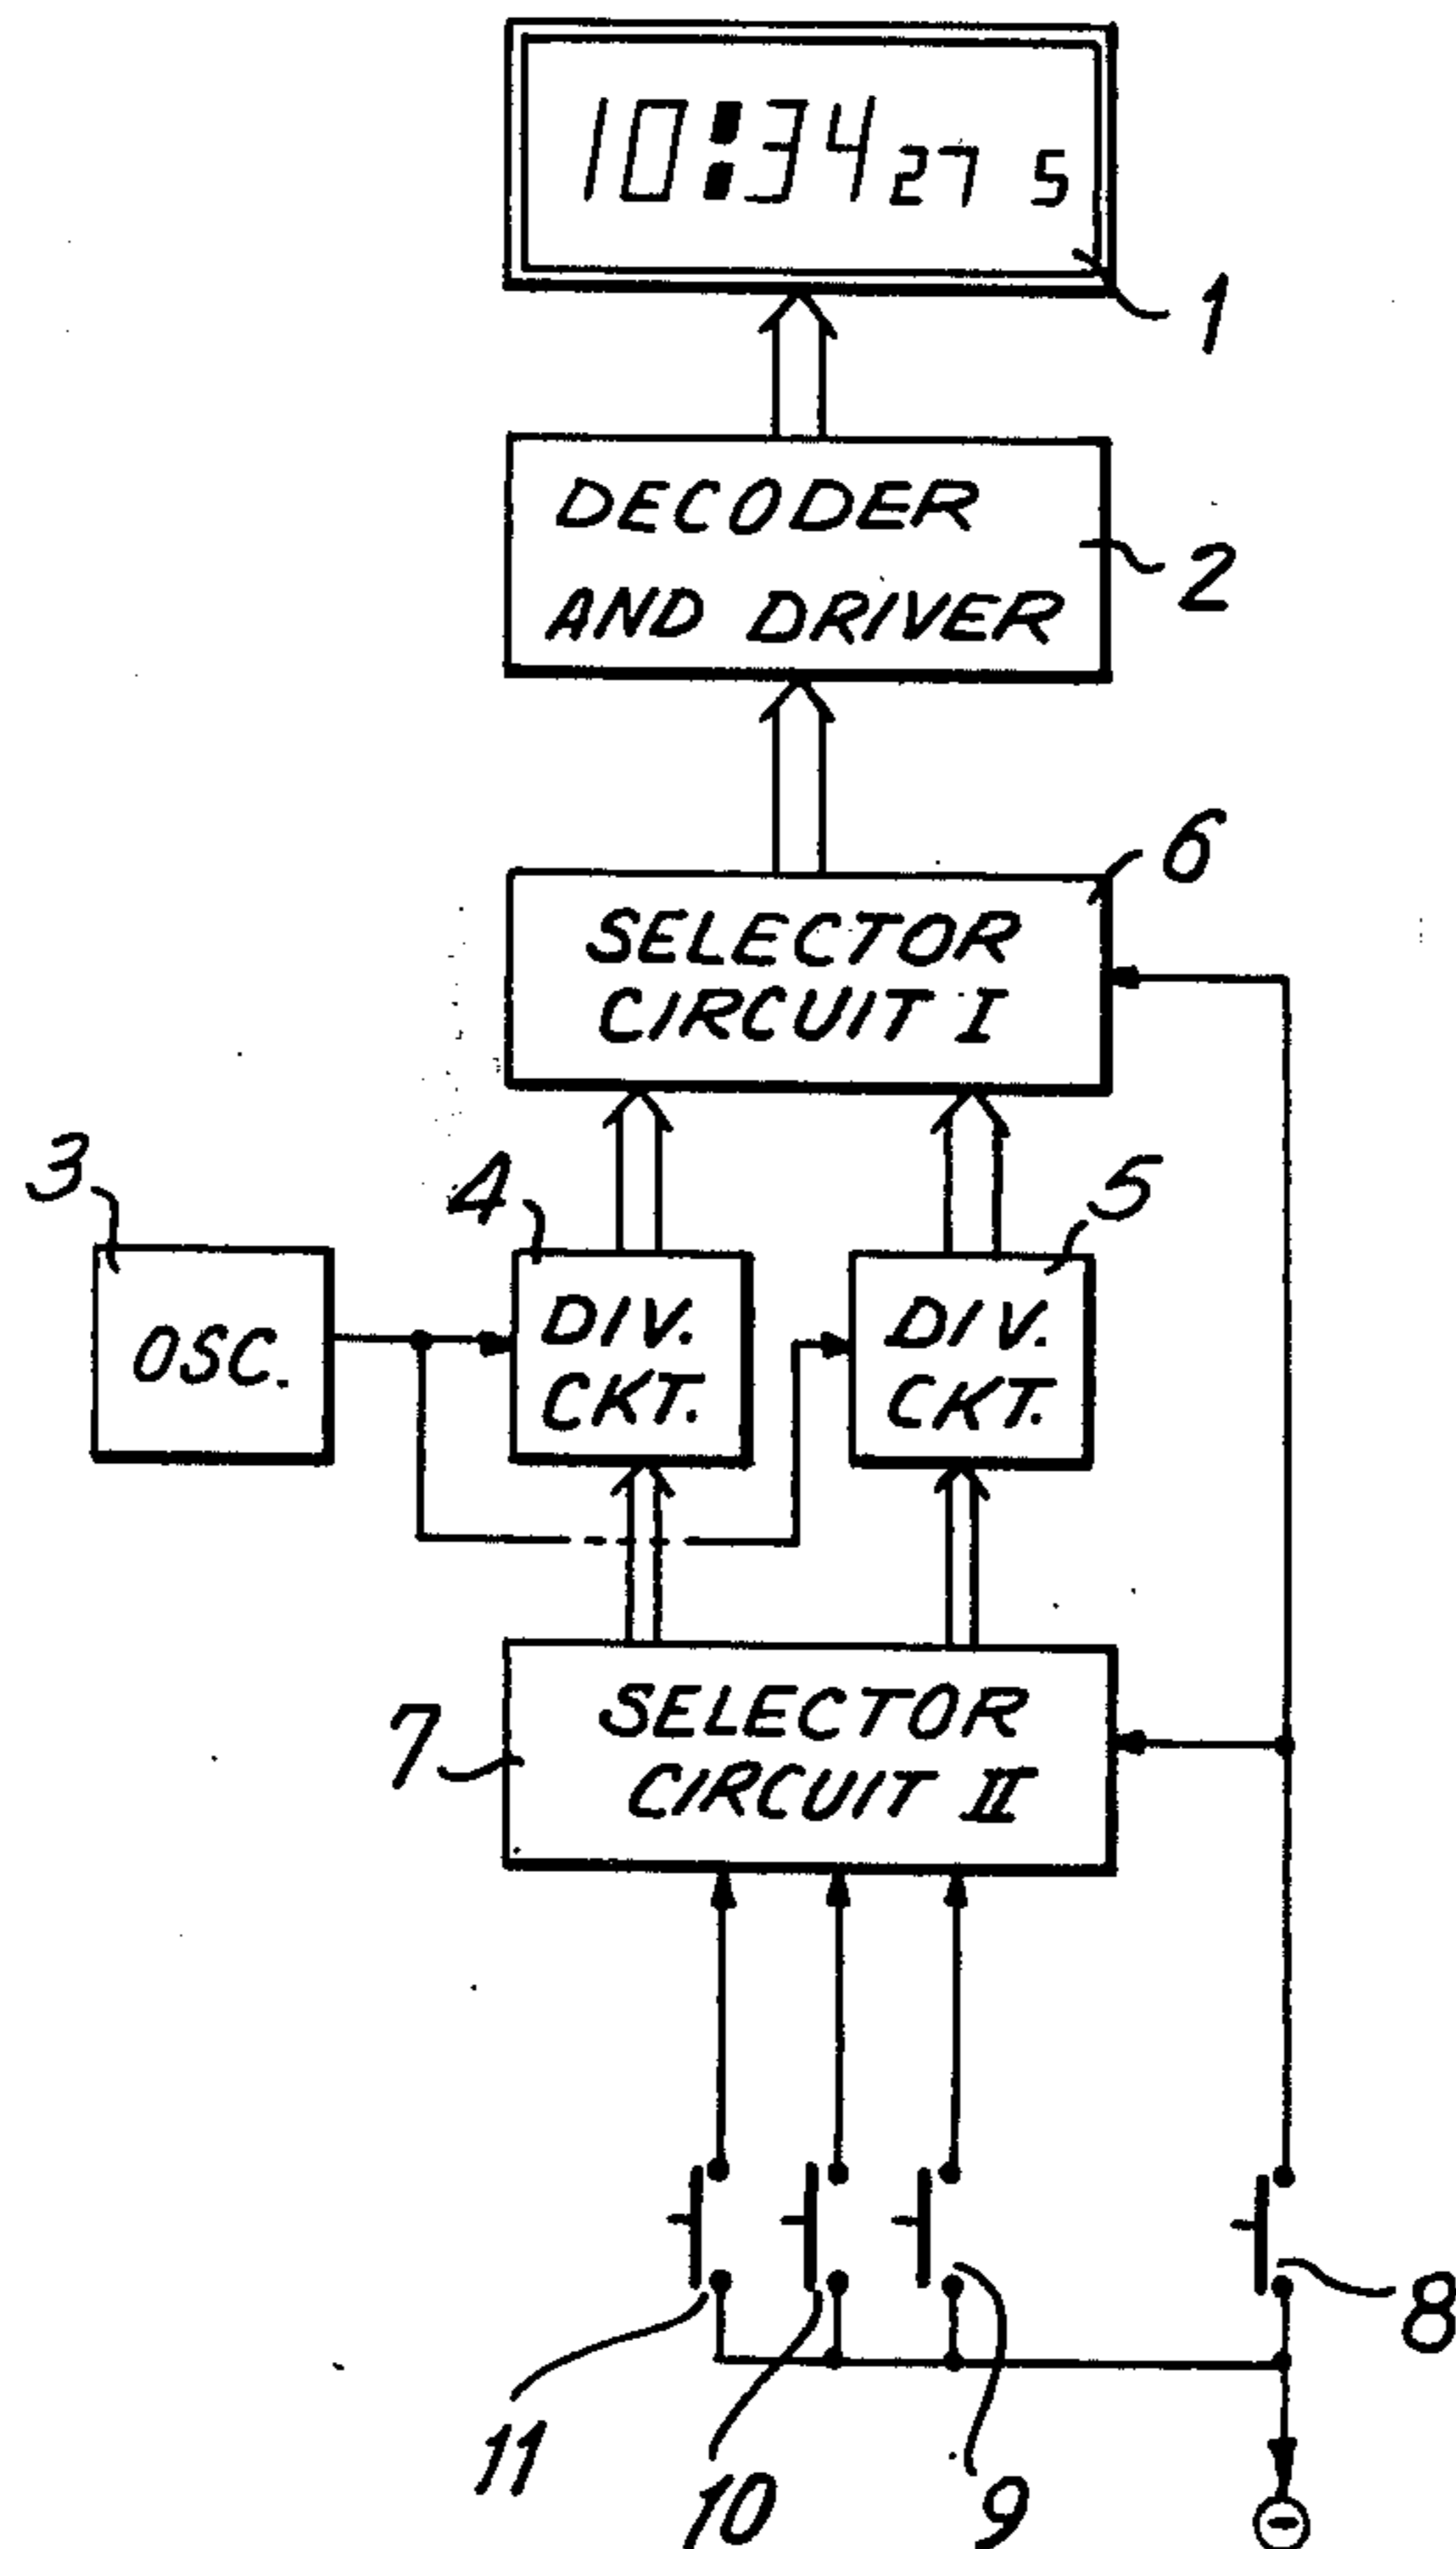 10:34 27 5
1
DECODER
AND DRIVER
2
6
SELECTOR
CIRCUIT I
3
4
5
OSC.
DIV.
CKT.
DIV.
CKT.
7
SELECTOR
CIRCUIT II
8
11
10
9